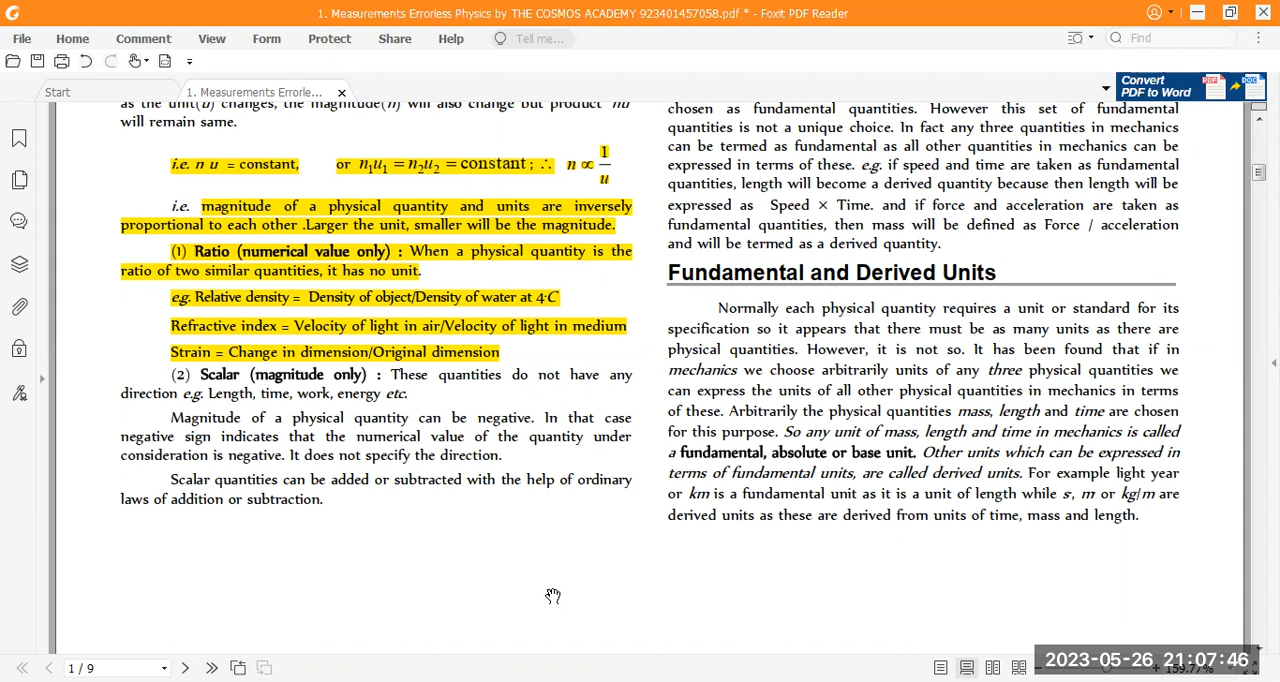 1. Measurements Errorless Physics by THE COSMOS ACADEMY 923401457058.pdf * - Foxit PDF Reader
File Home Comment View Form Protect Share Help Tell me... Find
Start 1. Measurements Errorle... Convert PDF to Word PDF DOC
as the unit(u) changes, the magnitude(n) will also change but product 'nu'
will remain same.
i.e. n u = constant, or n₁u₁ = n₂u₂ = constant ; ∴ n ∝ 1/u
i.e. magnitude of a physical quantity and units are inversely
proportional to each other .Larger the unit, smaller will be the magnitude.
(1) Ratio (numerical value only) : When a physical quantity is the
ratio of two similar quantities, it has no unit.
e.g. Relative density = Density of object/Density of water at 4°C
Refractive index = Velocity of light in air/Velocity of light in medium
Strain = Change in dimension/Original dimension
(2) Scalar (magnitude only) : These quantities do not have any
direction e.g. Length, time, work, energy etc.
Magnitude of a physical quantity can be negative. In that case
negative sign indicates that the numerical value of the quantity under
consideration is negative. It does not specify the direction.
Scalar quantities can be added or subtracted with the help of ordinary
laws of addition or subtraction.
chosen as fundamental quantities. However this set of fundamental
quantities is not a unique choice. In fact any three quantities in mechanics
can be termed as fundamental as all other quantities in mechanics can be
expressed in terms of these. e.g. if speed and time are taken as fundamental
quantities, length will become a derived quantity because then length will be
expressed as Speed × Time. and if force and acceleration are taken as
fundamental quantities, then mass will be defined as Force / acceleration
and will be termed as a derived quantity.
Fundamental and Derived Units
Normally each physical quantity requires a unit or standard for its
specification so it appears that there must be as many units as there are
physical quantities. However, it is not so. It has been found that if in
mechanics we choose arbitrarily units of any three physical quantities we
can express the units of all other physical quantities in mechanics in terms
of these. Arbitrarily the physical quantities mass, length and time are chosen
for this purpose. So any unit of mass, length and time in mechanics is called
a fundamental, absolute or base unit. Other units which can be expressed in
terms of fundamental units, are called derived units. For example light year
or km is a fundamental unit as it is a unit of length while s, m or kg/m are
derived units as these are derived from units of time, mass and length.
1 / 9 159.77%
2023-05-26 21:07:46